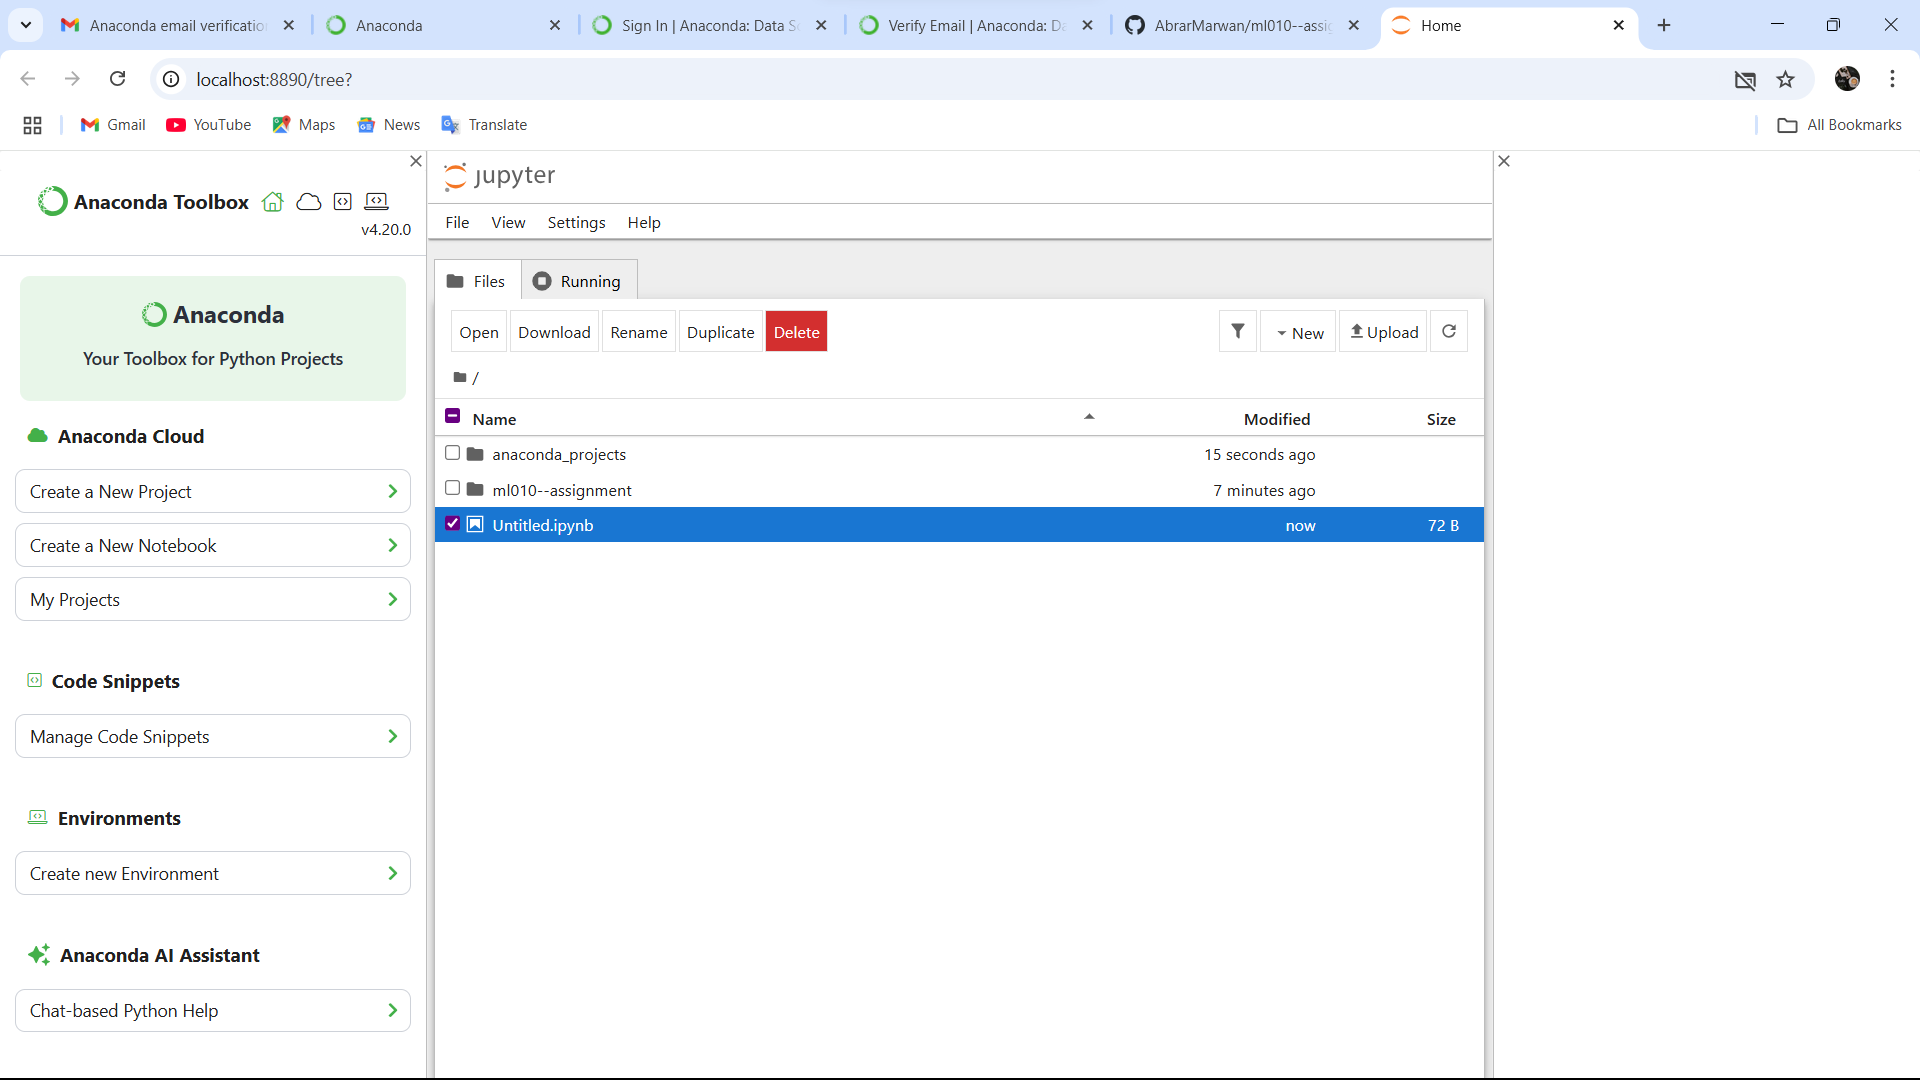 Anaconda email verificatio
Anaconda
Sign In | Anaconda: Data Sc
Verify Email | Anaconda: Da
AbrarMarwan/ml010--assig
Home
localhost:8890/tree?
Gmail
YouTube
Maps
News
Translate
All Bookmarks
Anaconda Toolbox
v4.20.0
Anaconda
Your Toolbox for Python Projects
Anaconda Cloud
Create a New Project
Create a New Notebook
My Projects
Code Snippets
Manage Code Snippets
Environments
Create new Environment
Anaconda AI Assistant
Chat-based Python Help
jupyter
File View Settings Help
Files Running
Open Download Rename Duplicate Delete New Upload
/
Name Modified Size
anaconda_projects 15 seconds ago
ml010--assignment 7 minutes ago
Untitled.ipynb now 72 B